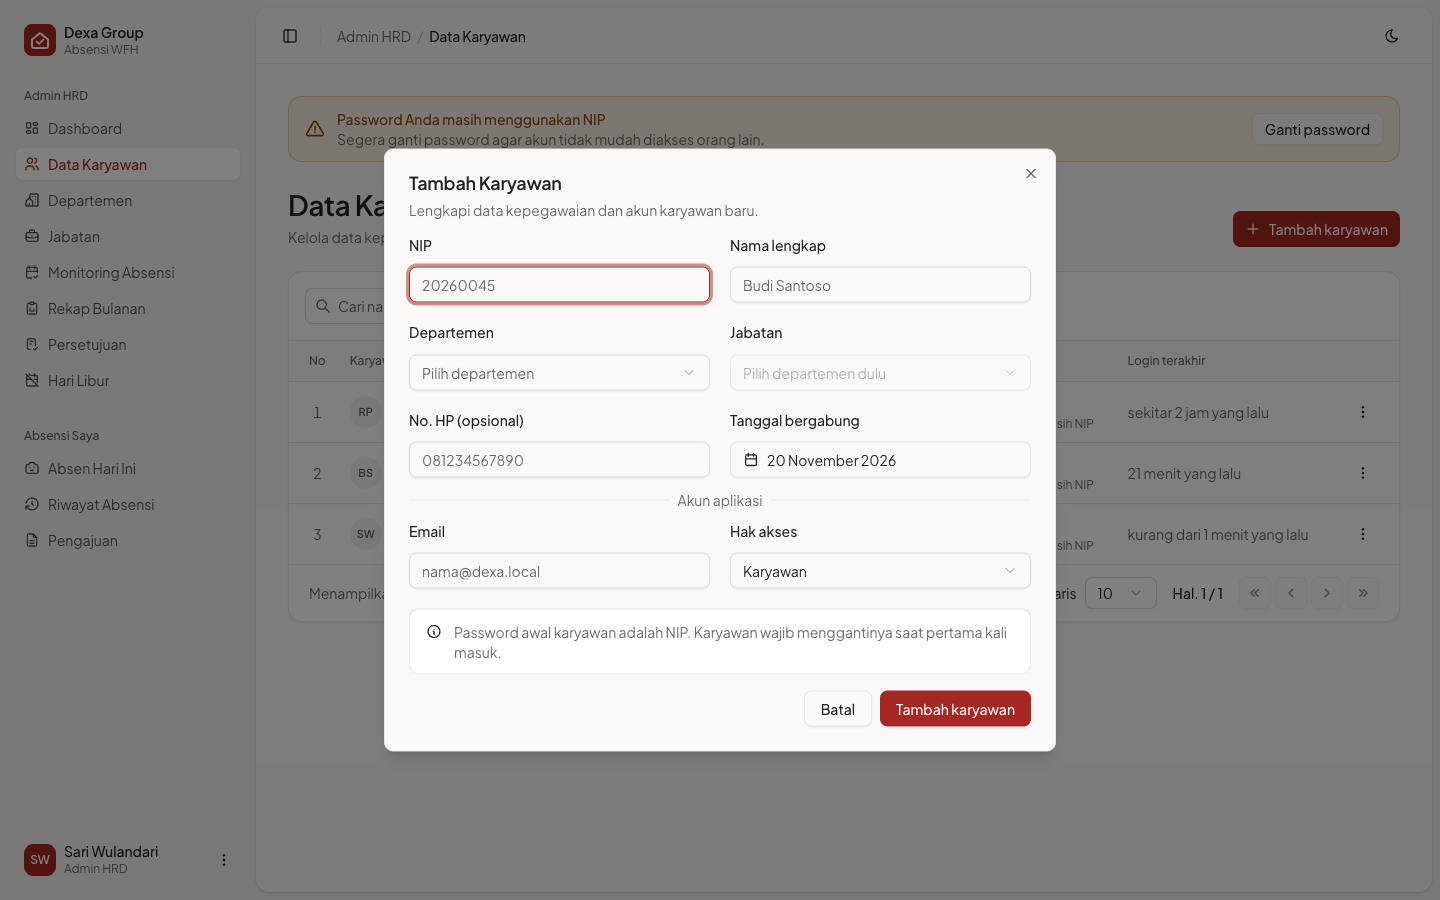 Dexa Group
Absensi WFH
Admin HRD
Dashboard
Data Karyawan
Departemen
Jabatan
Monitoring Absensi
Rekap Bulanan
Persetujuan
Hari Libur
Absensi Saya
Absen Hari Ini
Riwayat Absensi
Pengajuan
SW
Sari Wulandari
Admin HRD
Admin HRD / Data Karyawan
Password Anda masih menggunakan NIP
Segera ganti password agar akun tidak mudah diakses orang lain.
Ganti password
Data Ka
Kelola data kep
Tambah karyawan
Cari na
No Karyaw Login terakhir
1 RP sih NIP sekitar 2 jam yang lalu
2 BS sih NIP 21 menit yang lalu
3 SW sih NIP kurang dari 1 menit yang lalu
Menampilka aris 10 Hal. 1 / 1
Tambah Karyawan
Lengkapi data kepegawaian dan akun karyawan baru.
NIP Nama lengkap
20260045 Budi Santoso
Departemen Jabatan
Pilih departemen Pilih departemen dulu
No. HP (opsional) Tanggal bergabung
081234567890 20 November 2026
Akun aplikasi
Email Hak akses
nama@dexa.local Karyawan
Password awal karyawan adalah NIP. Karyawan wajib menggantinya saat pertama kali
masuk.
Batal Tambah karyawan